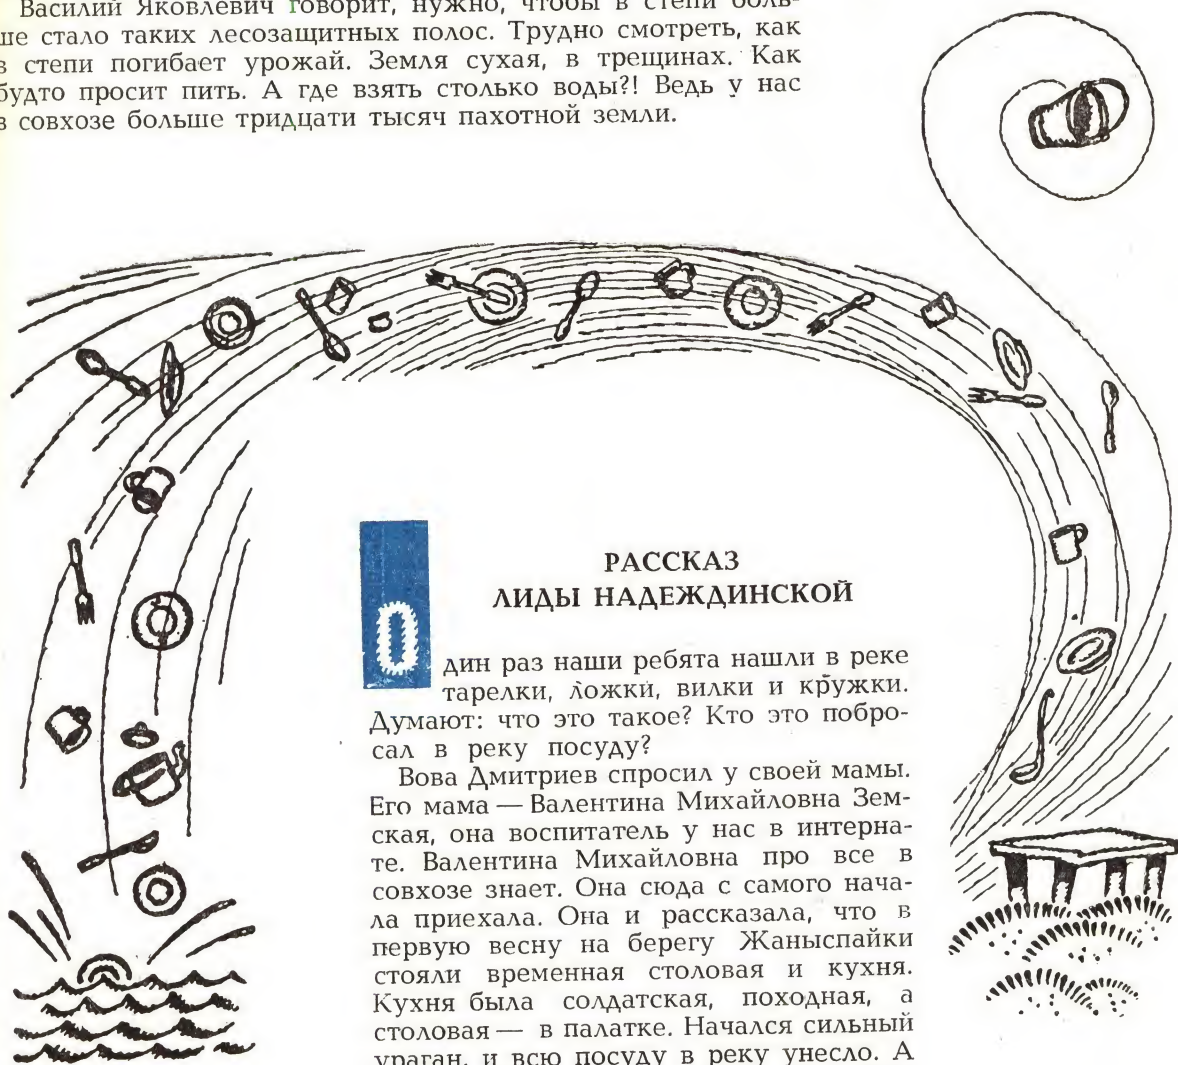 Василий Яковлевич говорит, нужно, чтобы в степи боль-
ше стало таких лесозащитных полос. Трудно смотреть, как
в степи погибает урожай. Земля сухая, в трещинах. Как
будто просит пить. А где взять столько воды?! Ведь у нас
в совхозе больше тридцати тысяч пахотной земли.
РАССКАЗ
ЛИДЫ НАДЕЖДИНСКОЙ
Один раз наши ребята нашли в реке
тарелки, ложки, вилки и кружки.
Думают: что это такое? Кто это побро-
сал в реку посуду?
Вова Дмитриев спросил у своей мамы.
Его мама — Валентина Михайловна Зем-
ская, она воспитатель у нас в интерна-
те. Валентина Михайловна про все в
совхозе знает. Она сюда с самого нача-
ла приехала. Она и рассказала, что в
первую весну на берегу Жаныспайки
стояли временная столовая и кухня.
Кухня была солдатская, походная, а
столовая — в палатке. Начался сильный
ураган, и всю посуду в реку унесло. А